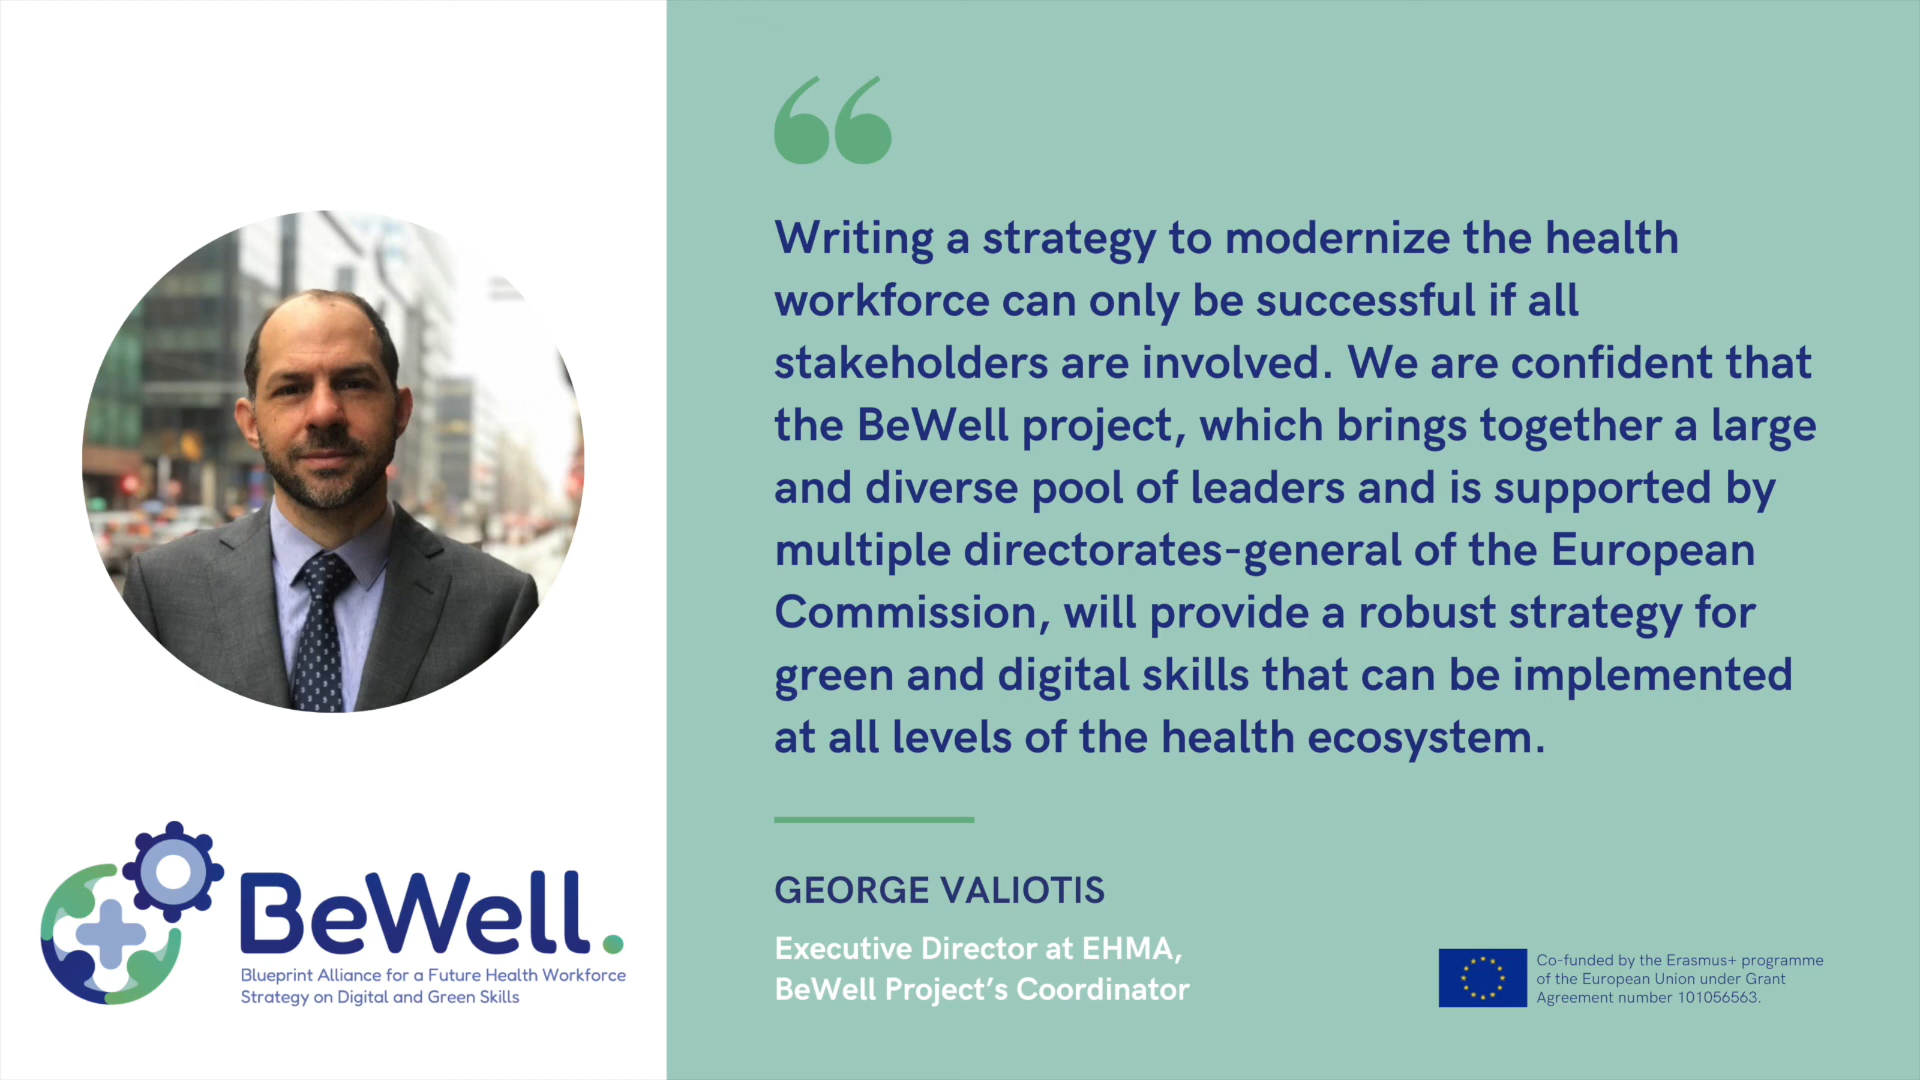 Writing a strategy to modernize the health
workforce can only be successful if all
stakeholders are involved. We are confident that
the BeWell project, which brings together a large
and diverse pool of leaders and is supported by
multiple directorates-general of the European
Commission, will provide a robust strategy for
green and digital skills that can be implemented
at all levels of the health ecosystem.
GEORGE VALIOTIS
Executive Director at EHMA,
BeWell Project’s Coordinator
BeWell.
Blueprint Alliance for a Future Health Workforce
Strategy on Digital and Green Skills
Co-funded by the Erasmus+ programme
of the European Union under Grant
Agreement number 101056563.